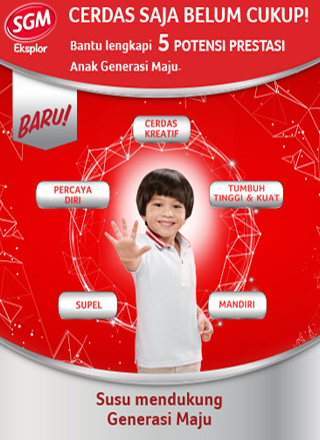 SGM
Eksplor
CERDAS SAJA BELUM CUKUP!
Bantu lengkapi 5 POTENSI PRESTASI
Anak Generasi Maju.
BARU!
CERDAS
KREATIF
PERCAYA
DIRI
TUMBUH
TINGGI & KUAT
SUPEL
MANDIRI
Susu mendukung
Generasi Maju